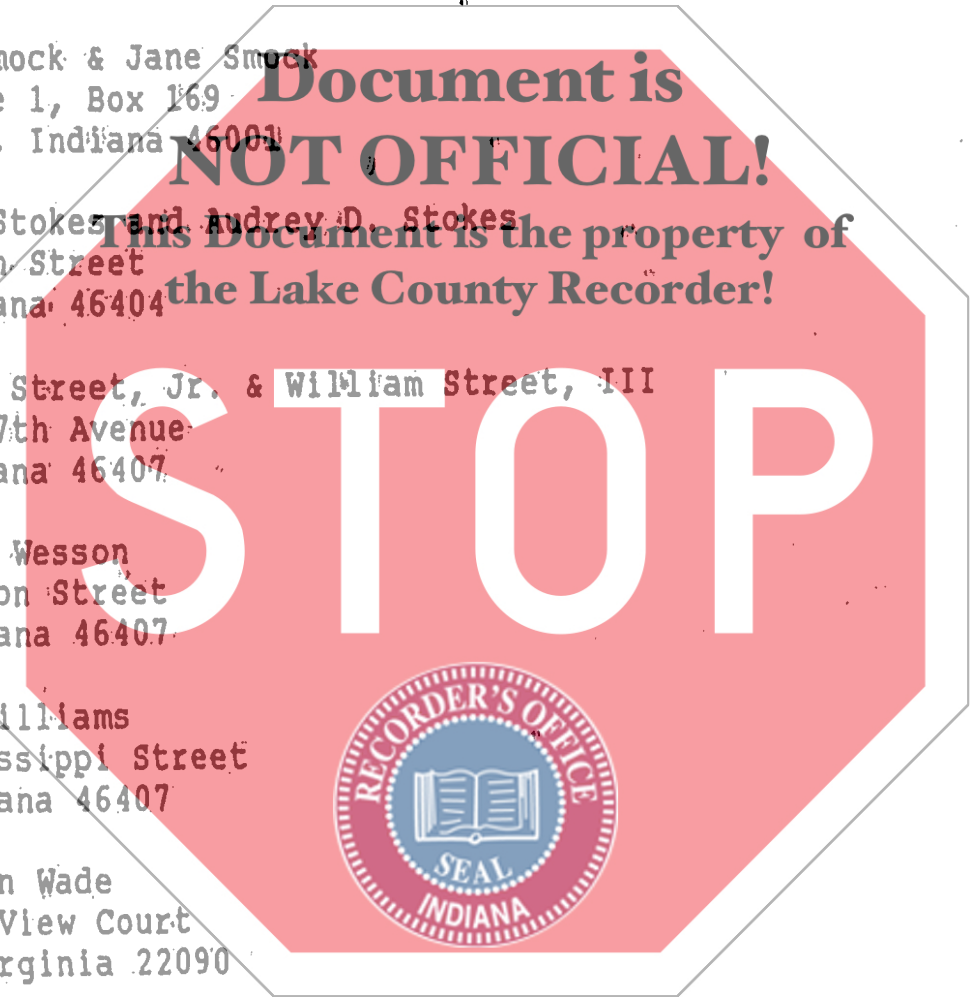 mock & Jane Smock
e 1, Box 169
. Indiana 46001
Document is
NOT OFFICIAL!
This Document is the property of
the Lake County Recorder!
Stokes and Audrey D. Stokes
n Street
ana 46404
Street, Jr. & William Street, III
7th Avenue
ana 46407
STOP
Wesson
on Street
ana 46407
illiams
ssippi Street
ana 46407
n Wade
View Court
rginia 22090
RECORDER'S OFFICE
SEAL
INDIANA